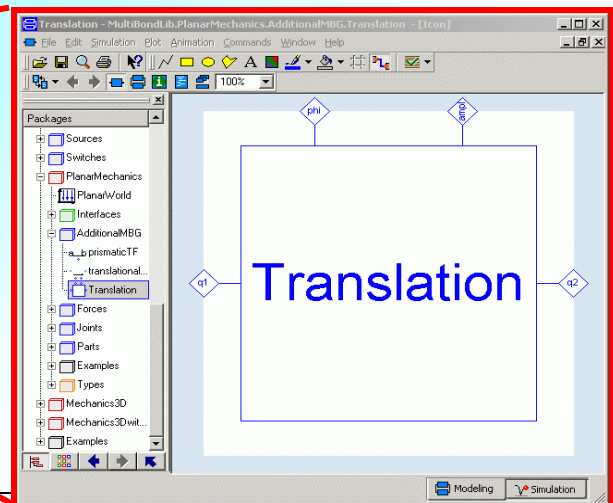 Translation - MultiBondLib.PlanarMechanics.AdditionalMBG.Translation - [Icon]
File Edit Simulation Plot Animation Commands Window Help
100%
Packages
Sources
Switches
PlanarMechanics
PlanarWorld
Interfaces
AdditionalMBG
a b prismaticTF
translational...
Translation
Forces
Joints
Parts
Examples
Types
Mechanics3D
Mechanics3Dwit...
Examples
phi
ampl
q1
Translation
q2
Modeling
Simulation